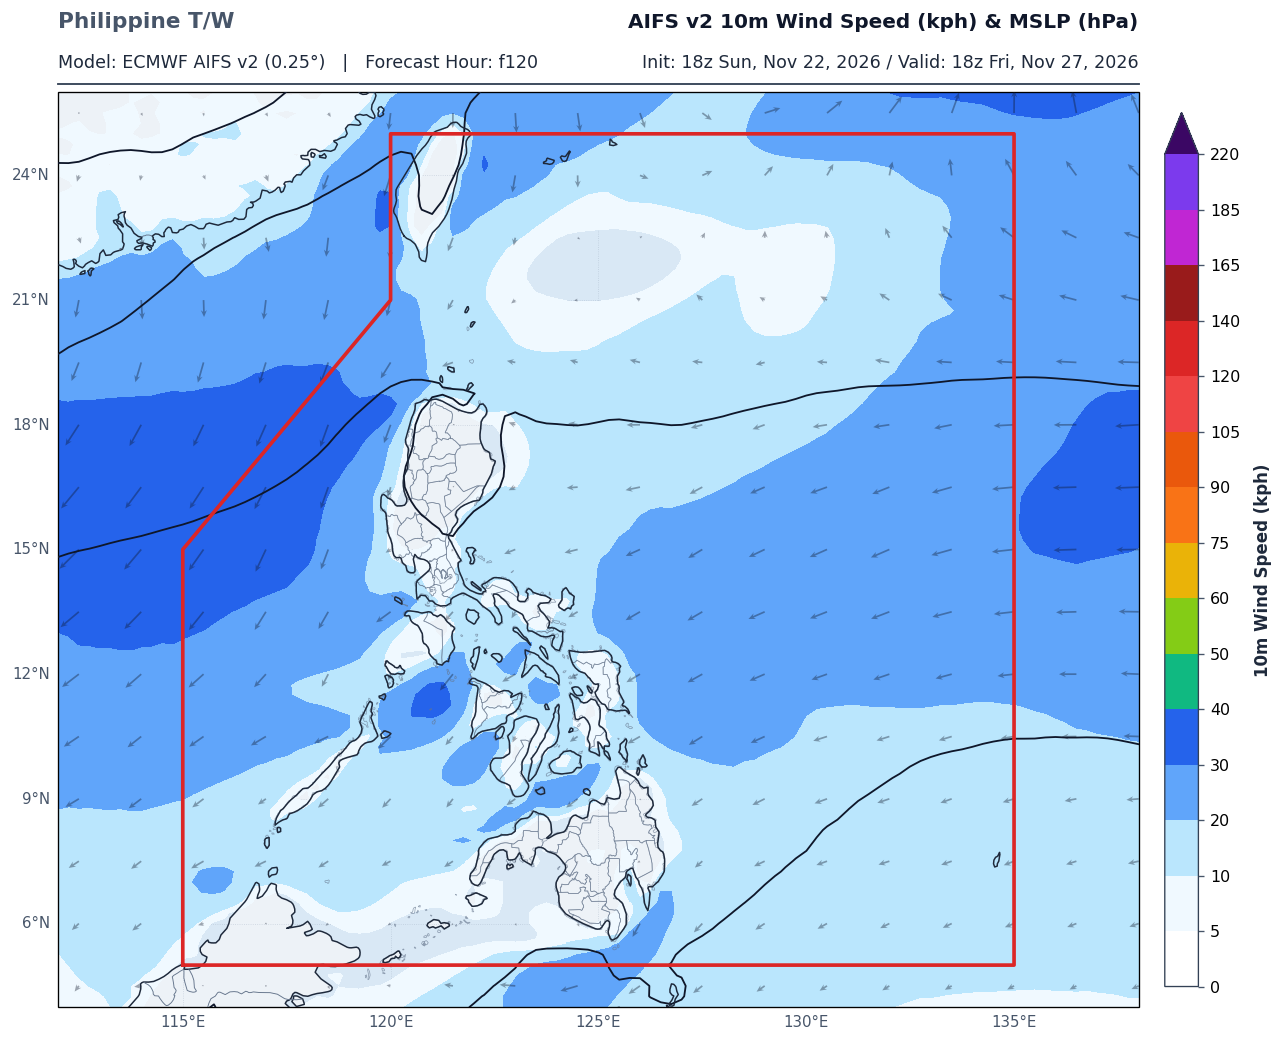 Philippine T/W
AIFS v2 10m Wind Speed (kph) & MSLP (hPa)
Model: ECMWF AIFS v2 (0.25°) | Forecast Hour: f120
Init: 18z Sun, Nov 22, 2026 / Valid: 18z Fri, Nov 27, 2026
24°N
21°N
18°N
15°N
12°N
9°N
6°N
115°E
120°E
125°E
130°E
135°E
220
185
165
140
120
105
90
75
60
50
40
30
20
10
5
0
10m Wind Speed (kph)